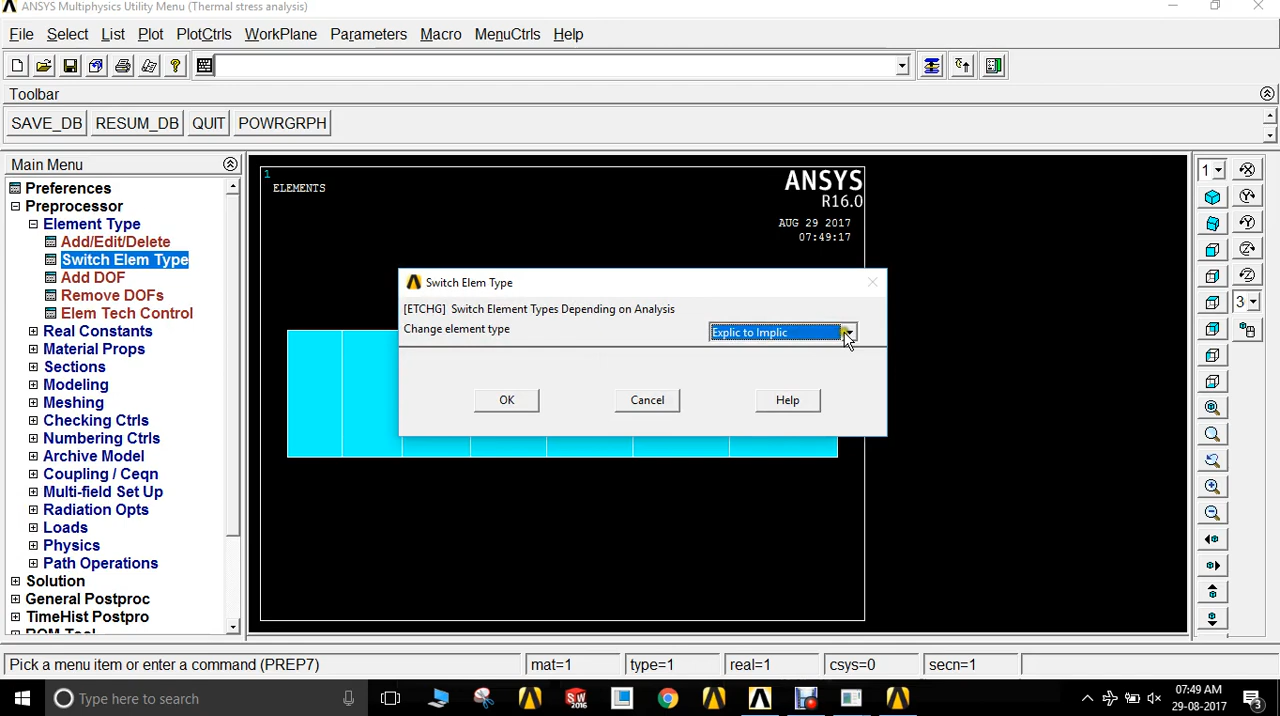 ANSYS Multiphysics Utility Menu (Thermal stress analysis)
File Select List Plot PlotCtrls WorkPlane Parameters Macro MenuCtrls Help
Toolbar
SAVE_DB RESUM_DB QUIT POWRGRPH
Main Menu
Preferences
Preprocessor
Element Type
Add/Edit/Delete
Switch Elem Type
Add DOF
Remove DOFs
Elem Tech Control
Real Constants
Material Props
Sections
Modeling
Meshing
Checking Ctrls
Numbering Ctrls
Archive Model
Coupling / Ceqn
Multi-field Set Up
Radiation Opts
Loads
Physics
Path Operations
Solution
General Postproc
TimeHist Postpro
ROM Tool
1
ELEMENTS
ANSYS
R16.0
AUG 29 2017
07:49:17
Switch Elem Type
[ETCHG] Switch Element Types Depending on Analysis
Change element type Explic to Implic
OK Cancel Help
1
3
Pick a menu item or enter a command (PREP7) mat=1 type=1 real=1 csys=0 secn=1
Type here to search
07:49 AM
29-08-2017
3